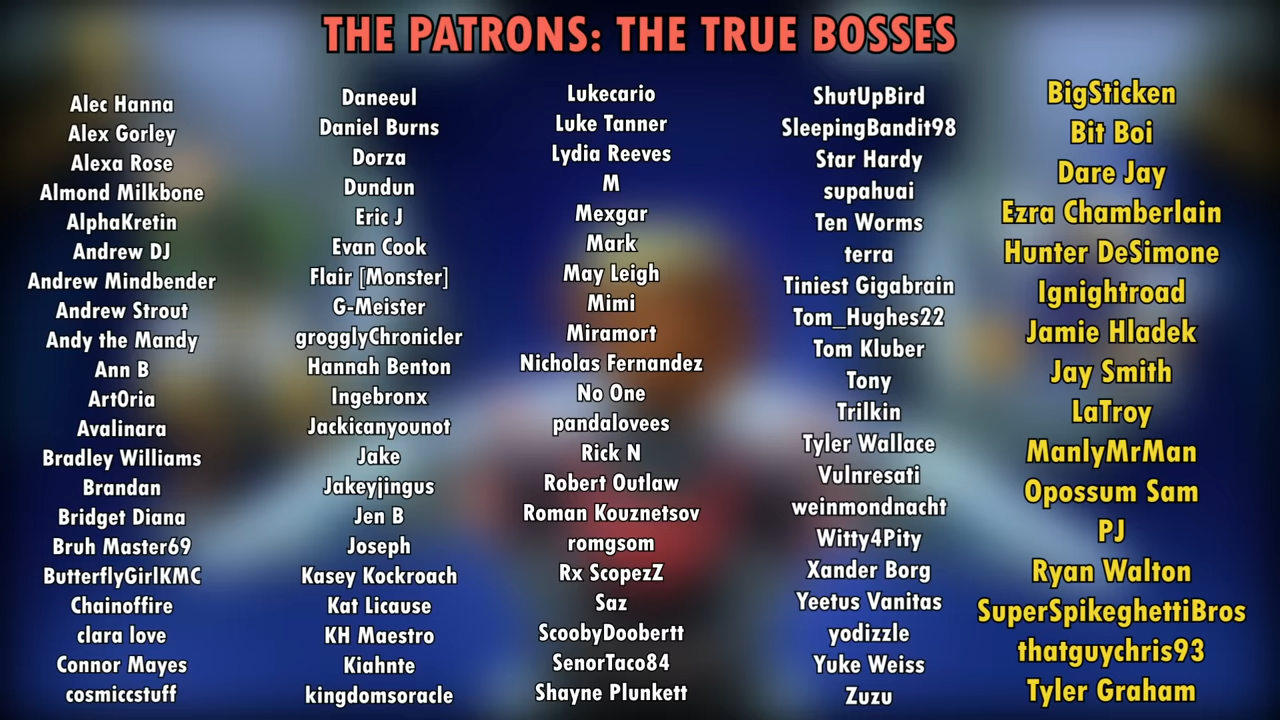 THE PATRONS: THE TRUE BOSSES
Alec Hanna
Alex Gorley
Alexa Rose
Almond Milkbone
AlphaKretin
Andrew DJ
Andrew Mindbender
Andrew Strout
Andy the Mandy
Ann B
ArtOria
Avalinara
Bradley Williams
Brandan
Bridget Diana
Bruh Master69
ButterflyGirlKMC
Chainoffire
clara love
Connor Mayes
cosmiccstuff
Daneeul
Daniel Burns
Dorza
Dundun
Eric J
Evan Cook
Flair [Monster]
G-Meister
grogglyChronicler
Hannah Benton
Ingebronx
Jackicanyounot
Jake
Jakeyjingus
Jen B
Joseph
Kasey Kockroach
Kat Licause
KH Maestro
Kiahnte
kingdomsoracle
Lukecario
Luke Tanner
Lydia Reeves
M
Mexgar
Mark
May Leigh
Mimi
Miramort
Nicholas Fernandez
No One
pandalovees
Rick N
Robert Outlaw
Roman Kouznetsov
romgsom
Rx ScopezZ
Saz
ScoobyDoobertt
SenorTaco84
Shayne Plunkett
ShutUpBird
SleepingBandit98
Star Hardy
supahuai
Ten Worms
terra
Tiniest Gigabrain
Tom_Hughes22
Tom Kluber
Tony
Trilkin
Tyler Wallace
Vulnresati
weinmondnacht
Witty4Pity
Xander Borg
Yeetus Vanitas
yodizzle
Yuke Weiss
Zuzu
BigSticken
Bit Boi
Dare Jay
Ezra Chamberlain
Hunter DeSimone
Ignightroad
Jamie Hladek
Jay Smith
LaTroy
ManlyMrMan
Opossum Sam
PJ
Ryan Walton
SuperSpikeghettiBros
thatguychris93
Tyler Graham